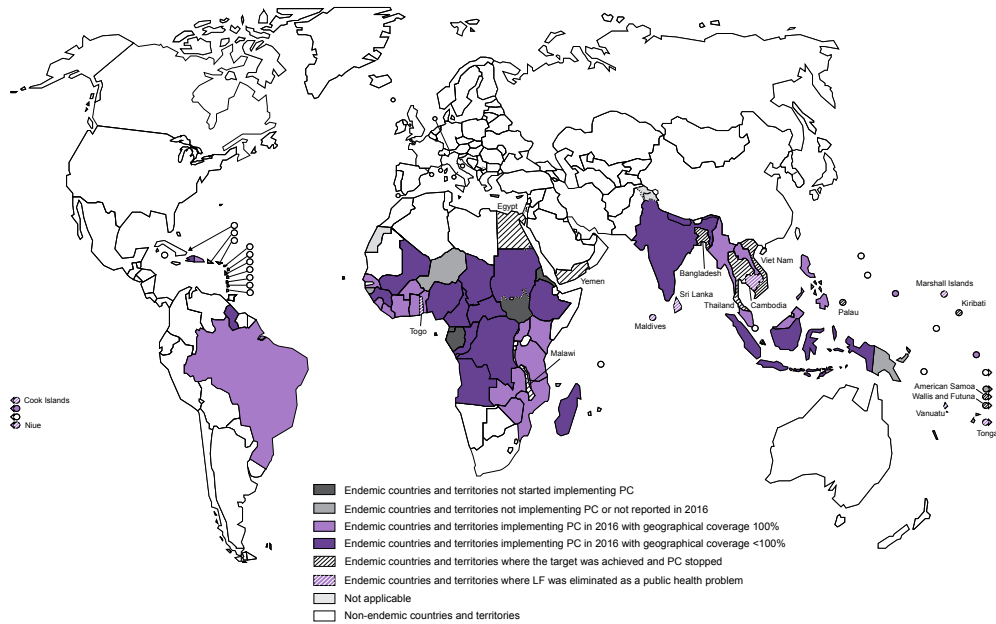 Egypt
Yemen
Togo
Malawi
Bangladesh
Viet Nam
Sri Lanka
Thailand
Cambodia
Maldives
Palau
Marshall Islands
Kiribati
American Samoa
Wallis and Futuna
Vanuatu
Tonga
Cook Islands
Niue
Endemic countries and territories not started implementing PC
Endemic countries and territories not implementing PC or not reported in 2016
Endemic countries and territories implementing PC in 2016 with geographical coverage 100%
Endemic countries and territories implementing PC in 2016 with geographical coverage <100%
Endemic countries and territories where the target was achieved and PC stopped
Endemic countries and territories where LF was eliminated as a public health problem
Not applicable
Non-endemic countries and territories